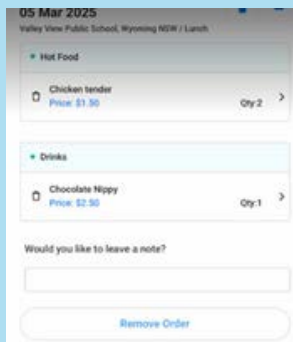 05 Mar 2025
Valley View Public School, Wyoming NSW / Lunch
Hot Food
Chicken tender
Price: $1.50
Qty:2
Drinks
Chocolate Nippy
Price: $2.50
Qty:1
Would you like to leave a note?
Remove Order